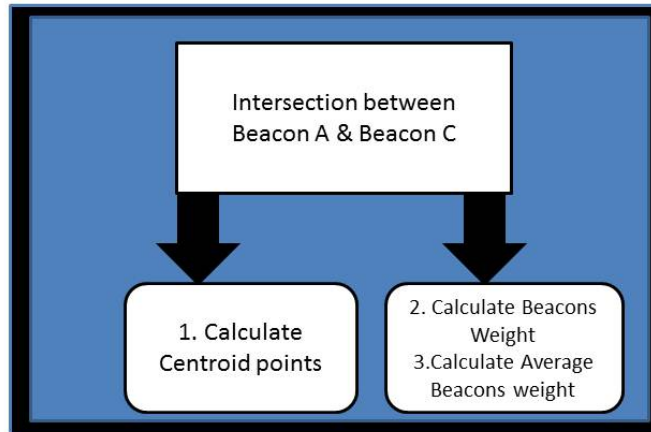 Intersection between
Beacon A & Beacon C
1. Calculate
Centroid points
2. Calculate Beacons
Weight
3.Calculate Average
Beacons weight